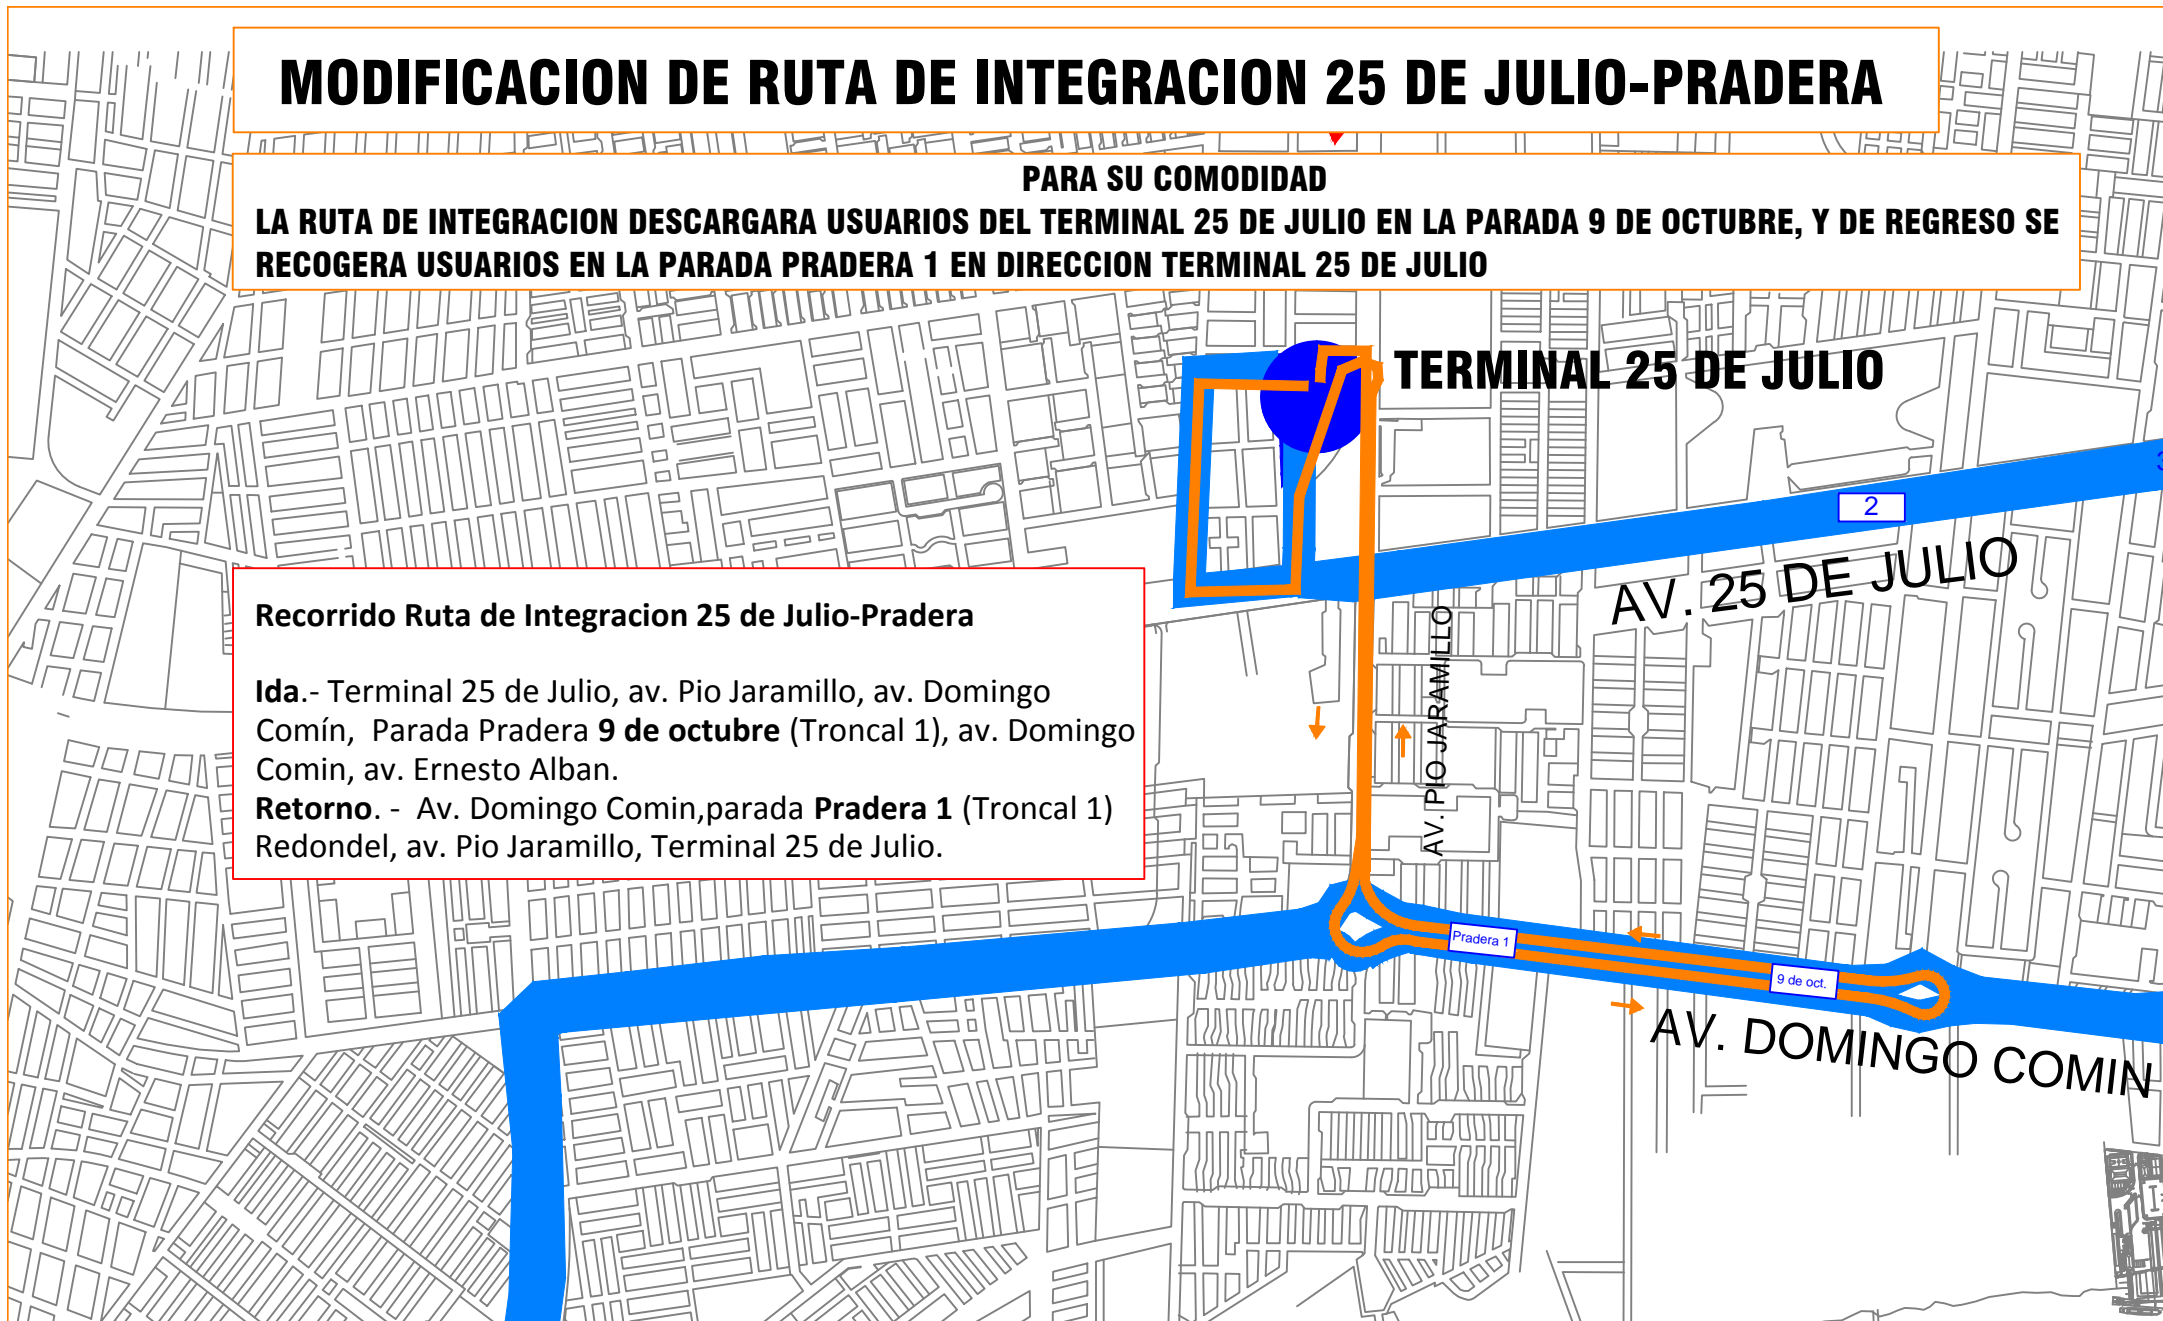 MODIFICACION DE RUTA DE INTEGRACION 25 DE JULIO-PRADERA
PARA SU COMODIDAD
LA RUTA DE INTEGRACION DESCARGARA USUARIOS DEL TERMINAL 25 DE JULIO EN LA PARADA 9 DE OCTUBRE, Y DE REGRESO SE
RECOGERA USUARIOS EN LA PARADA PRADERA 1 EN DIRECCION TERMINAL 25 DE JULIO
TERMINAL 25 DE JULIO
2
AV. 25 DE JULIO
Recorrido Ruta de Integracion 25 de Julio-Pradera
Ida.- Terminal 25 de Julio, av. Pio Jaramillo, av. Domingo
Comín, Parada Pradera 9 de octubre (Troncal 1), av. Domingo
Comin, av. Ernesto Alban.
Retorno. - Av. Domingo Comin,parada Pradera 1 (Troncal 1)
Redondel, av. Pio Jaramillo, Terminal 25 de Julio.
AV. PIO JARAMILLO
Pradera 1
9 de oct.
AV. DOMINGO COMIN